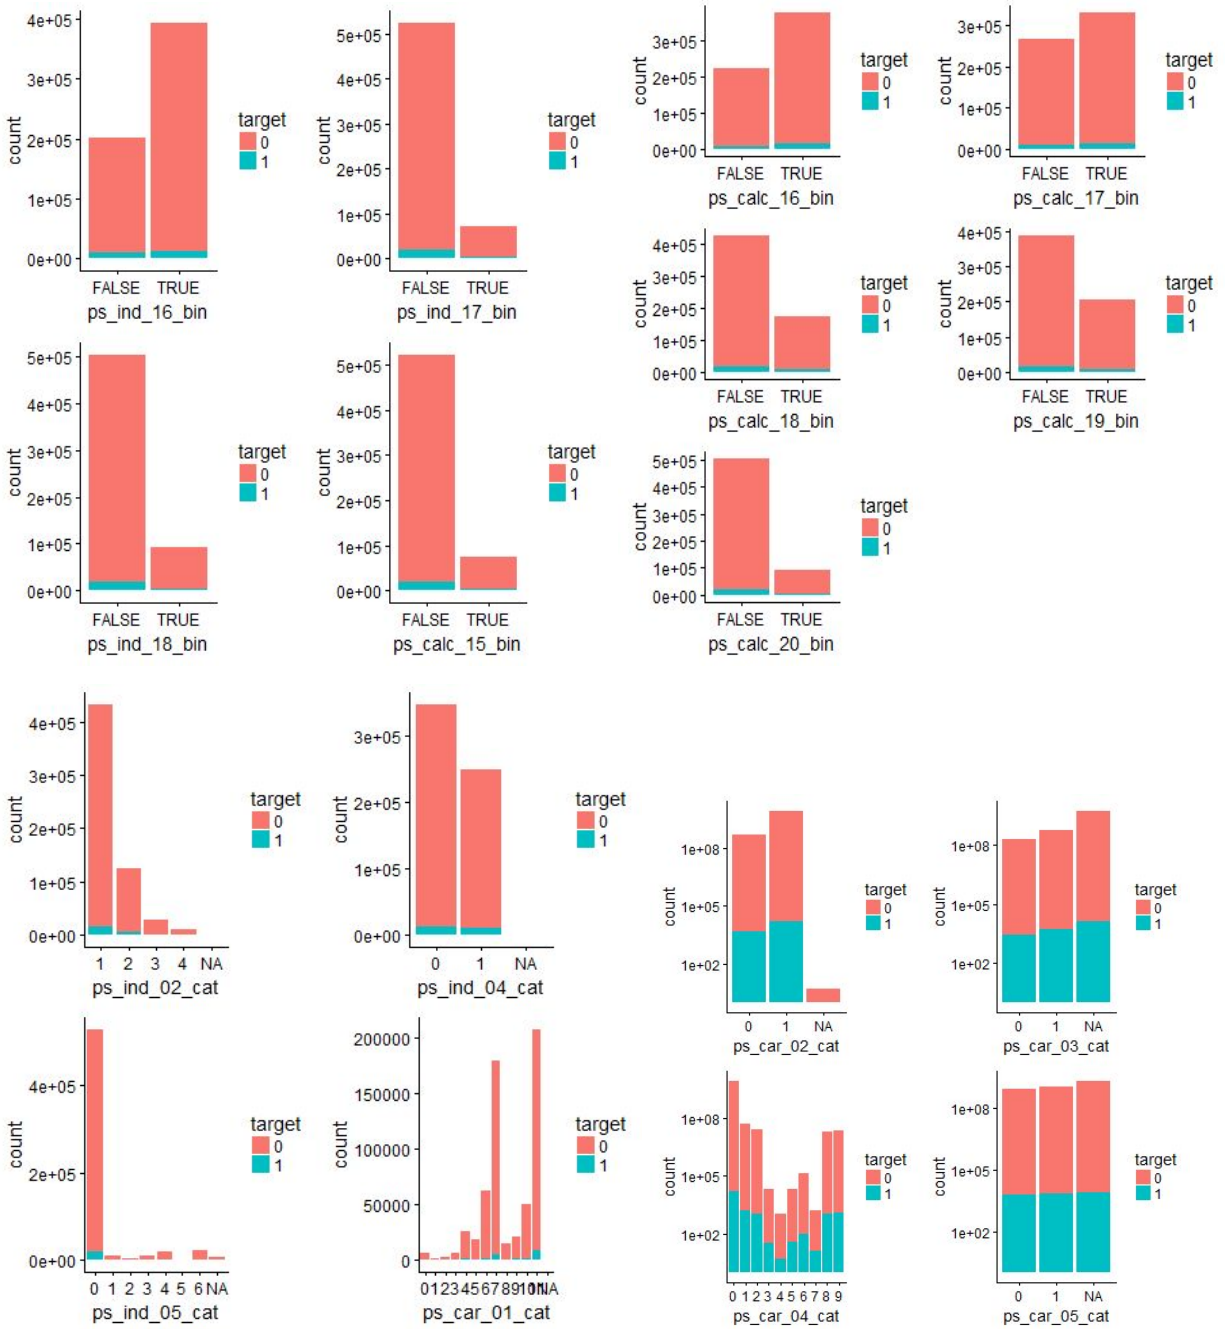 4e+05
3e+05
2e+05
1e+05
0e+00
count
FALSE TRUE
ps_ind_16_bin
target
0
1
5e+05
4e+05
3e+05
2e+05
1e+05
0e+00
count
FALSE TRUE
ps_ind_17_bin
target
0
1
3e+05
2e+05
1e+05
0e+00
count
FALSE TRUE
ps_calc_16_bin
target
0
1
3e+05
2e+05
1e+05
0e+00
count
FALSE TRUE
ps_calc_17_bin
target
0
1
4e+05
3e+05
2e+05
1e+05
0e+00
count
FALSE TRUE
ps_calc_18_bin
target
0
1
4e+05
3e+05
2e+05
1e+05
0e+00
count
FALSE TRUE
ps_calc_19_bin
target
0
1
5e+05
4e+05
3e+05
2e+05
1e+05
0e+00
count
FALSE TRUE
ps_ind_18_bin
target
0
1
5e+05
4e+05
3e+05
2e+05
1e+05
0e+00
count
FALSE TRUE
ps_calc_15_bin
target
0
1
5e+05
4e+05
3e+05
2e+05
1e+05
0e+00
count
FALSE TRUE
ps_calc_20_bin
target
0
1
4e+05
3e+05
2e+05
1e+05
0e+00
count
1 2 3 4 NA
ps_ind_02_cat
target
0
1
3e+05
2e+05
1e+05
0e+00
count
0 1 NA
ps_ind_04_cat
target
0
1
1e+08
1e+05
1e+02
count
0 1 NA
ps_car_02_cat
target
0
1
1e+08
1e+05
1e+02
count
0 1 NA
ps_car_03_cat
target
0
1
4e+05
2e+05
0e+00
count
0 1 2 3 4 5 6 NA
ps_ind_05_cat
target
0
1
200000
150000
100000
50000
0
count
0 1 2 3 4 5 6 7 8 9 10 11 NA
ps_car_01_cat
target
0
1
1e+08
1e+05
1e+02
count
0 1 2 3 4 5 6 7 8 9
ps_car_04_cat
target
0
1
1e+08
1e+05
1e+02
count
0 1 NA
ps_car_05_cat
target
0
1